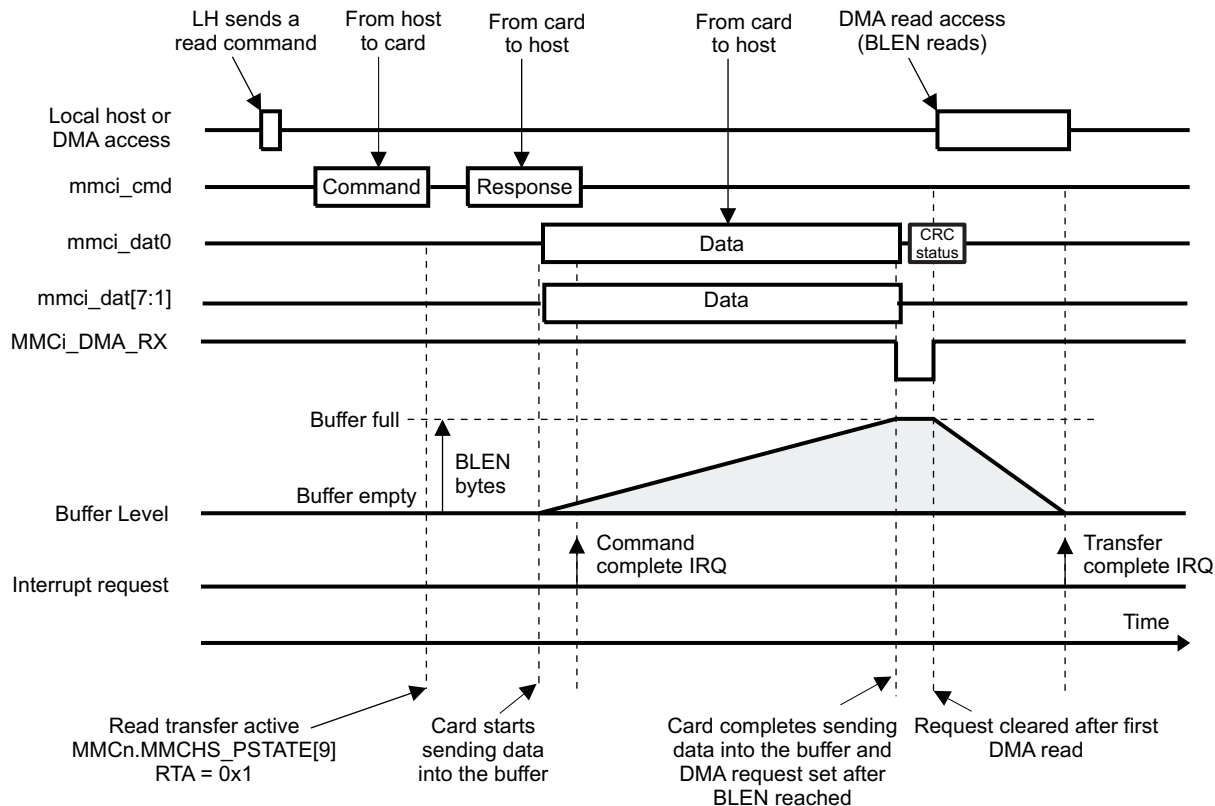 LH sends a
read command
From host
to card
From card
to host
From card
to host
DMA read access
(BLEN reads)
Local host or
DMA access
mmci_cmd
Command
Response
mmci_dat0
Data
CRC
status
mmci_dat[7:1]
Data
MMCi_DMA_RX
Buffer full
BLEN
bytes
Buffer empty
Buffer Level
Command
complete IRQ
Transfer
complete IRQ
Interrupt request
Time
Read transfer active
MMCn.MMCHS_PSTATE[9]
RTA = 0x1
Card starts
sending data
into the buffer
Card completes sending
data into the buffer and
DMA request set after
BLEN reached
Request cleared after first
DMA read